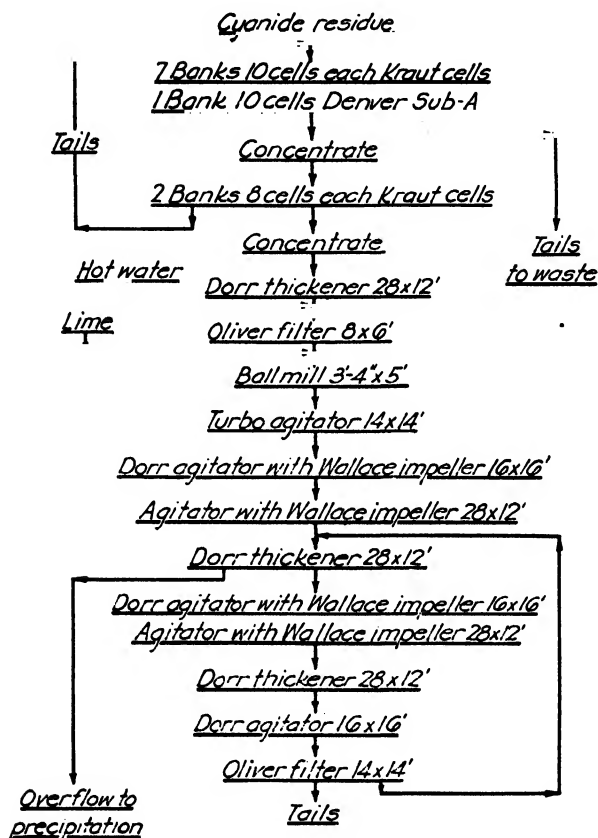 Cyanide residue.
7 Banks 10 cells each Kraut cells
1 Bank 10 cells Denver Sub-A
Tails
Concentrate
2 Banks 8 cells each Kraut cells
Concentrate
Tails
to waste
Hot water
Dorr thickener 28x12'
Lime
Oliver filter 8x6'
Ball mill 3'-4"x5'
Turbo agitator 14x14'
Dorr agitator with Wallace impeller 16x16'
Agitator with Wallace impeller 28x12'
Dorr thickener 28x12'
Dorr agitator with Wallace impeller 16x16'
Agitator with Wallace impeller 28x12'
Dorr thickener 28x12'
Dorr agitator 16x16'
Oliver filter 14x14'
Overflow to
precipitation
Tails